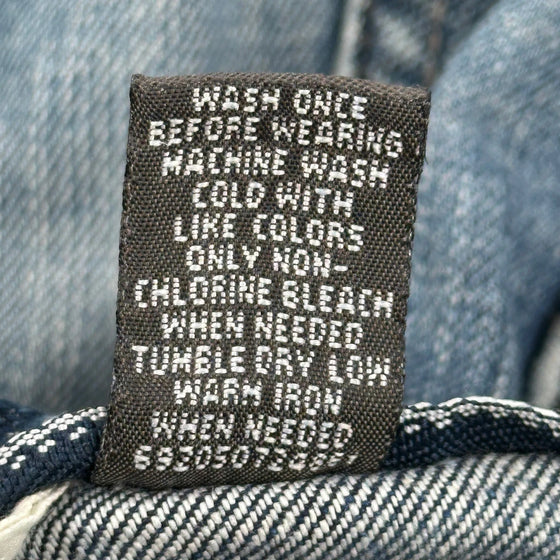 WASH ONCE
BEFORE WEARING
MACHINE WASH
COLD WITH
LIKE COLORS
ONLY NON-
CHLORINE BLEACH
WHEN NEEDED
TUMBLE DRY LOW
WARM IRON
WHEN NEEDED